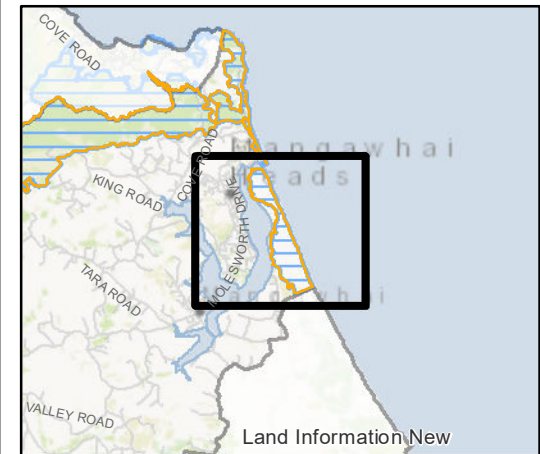 COVE ROAD
Mangawhai
Heads
COVE ROAD
KING ROAD
MOLESWORTH DRIVE
TARA ROAD
Mangawhai
VALLEY ROAD
Land Information New